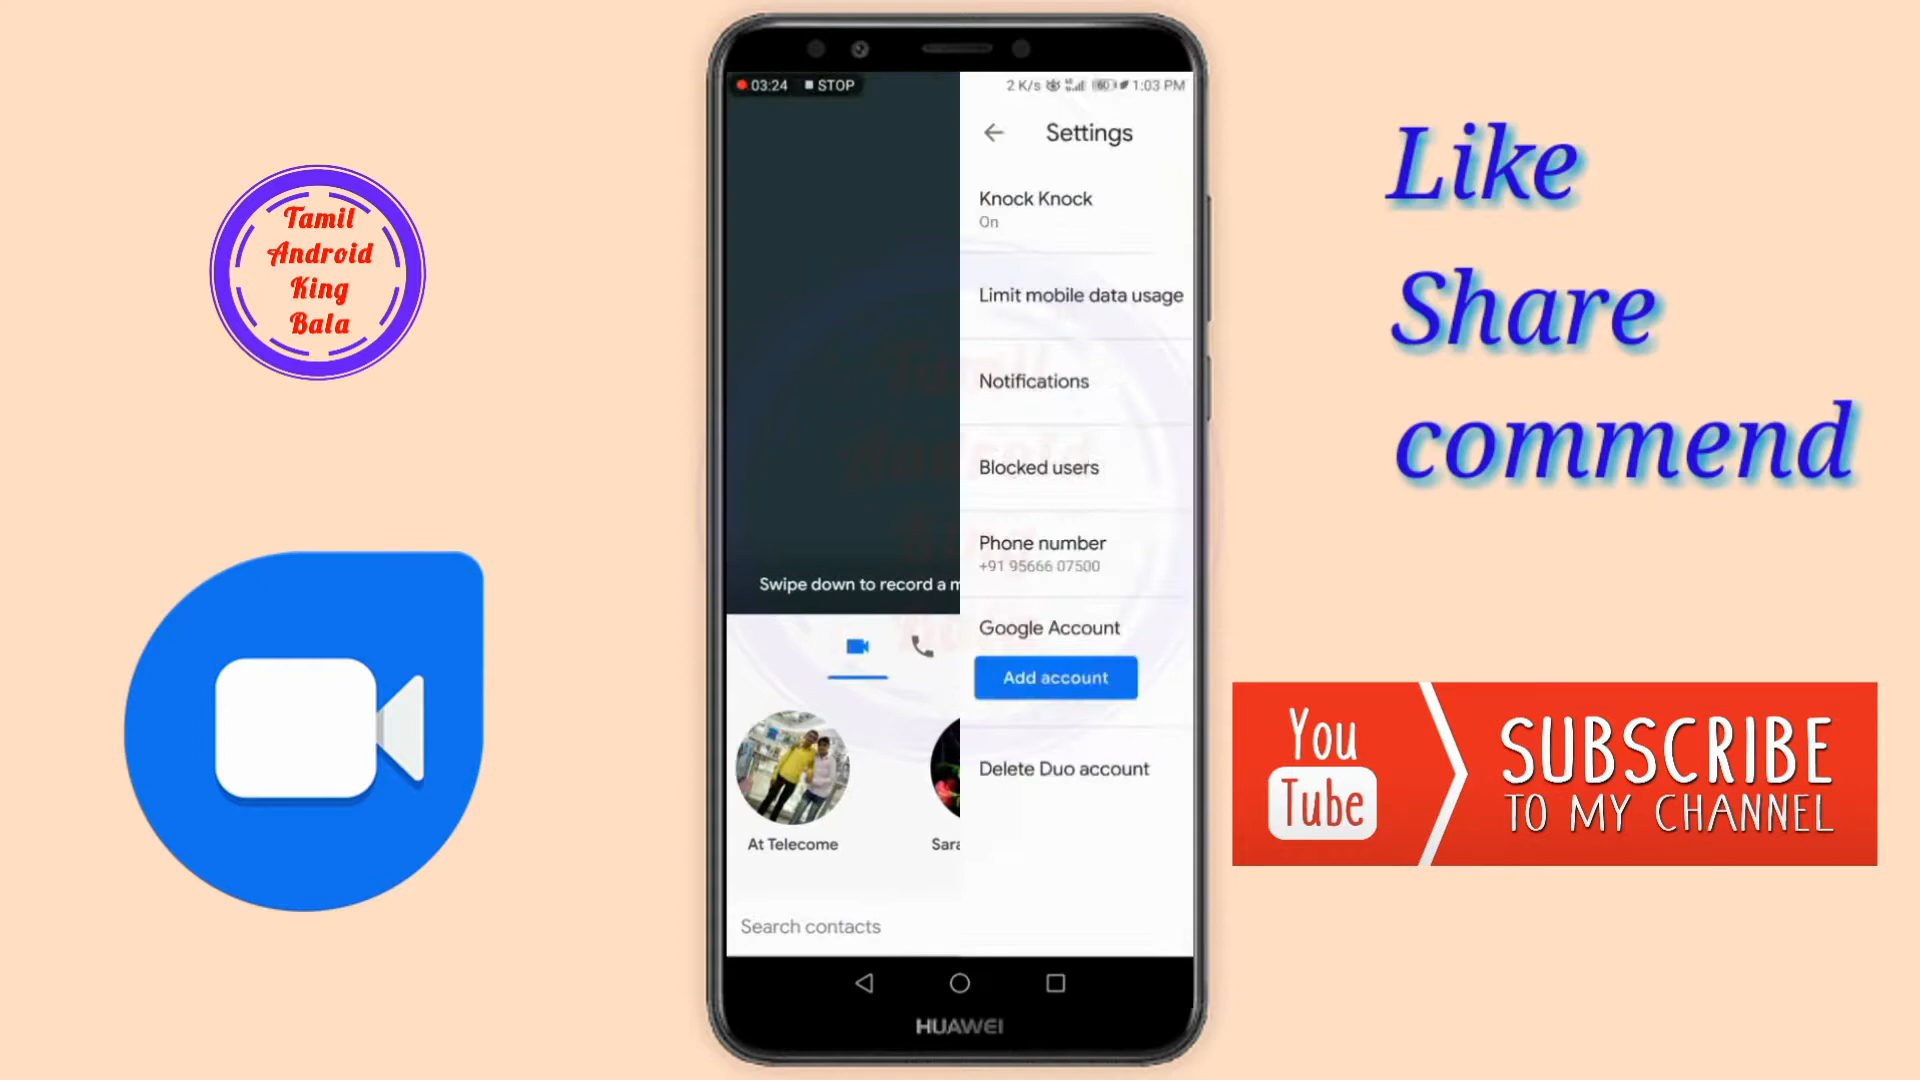 Tamil
Android
King
Bala
03:24 STOP
2 K/s 60 1:03 PM
Settings
Knock Knock
On
Limit mobile data usage
Notifications
Blocked users
Phone number
+91 95666 07500
Google Account
Add account
Delete Duo account
Swipe down to record a m
At Telecome
Sara
Search contacts
HUAWEI
Like
Share
commend
You
Tube
SUBSCRIBE
TO MY CHANNEL